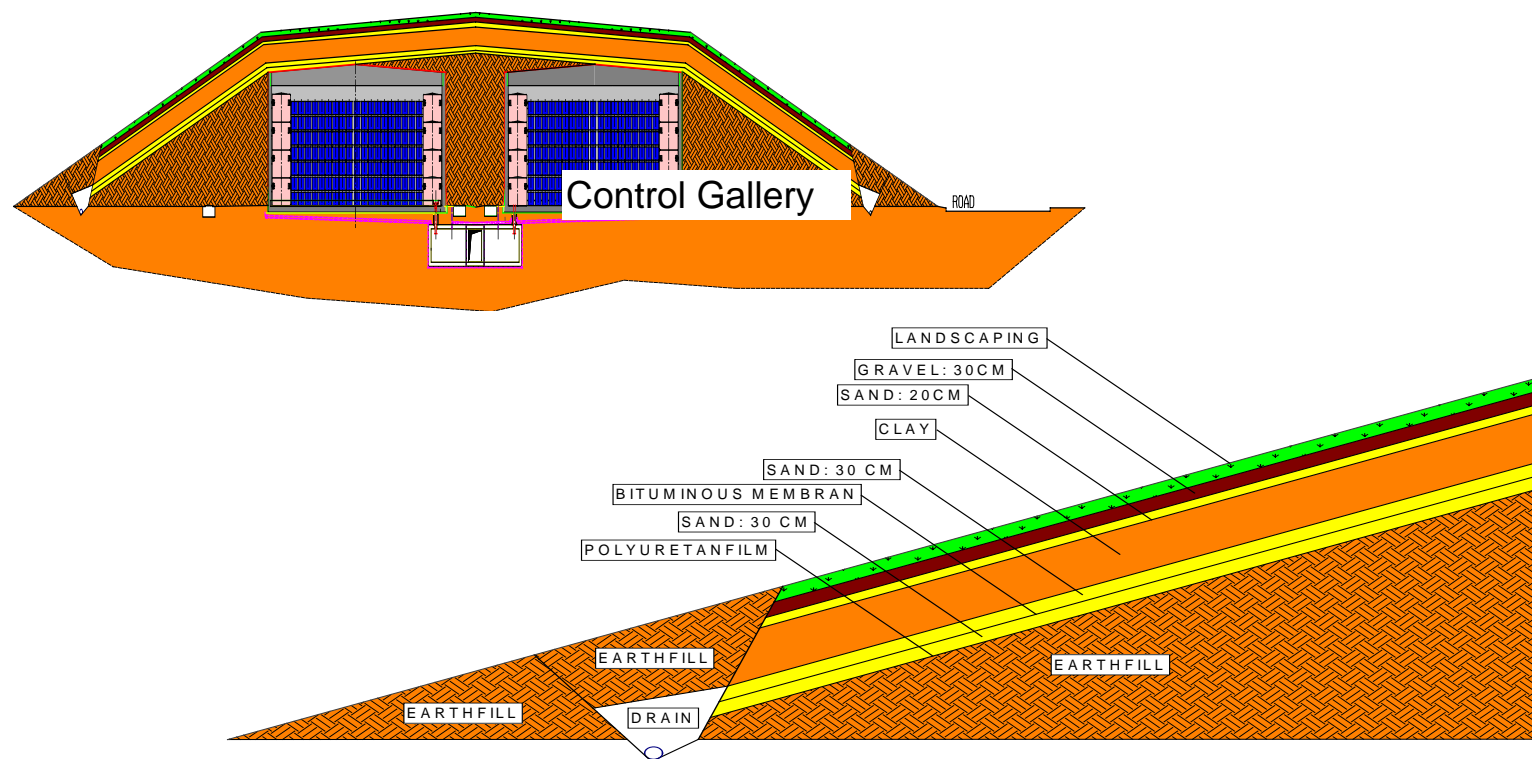 Control Gallery
ROAD
LANDSCAPING
GRAVEL: 30CM
SAND: 20CM
CLAY
SAND: 30 CM
BITUMINOUS MEMBRAN
SAND: 30 CM
POLYURETANFILM
EARTHFILL
EARTHFILL
EARTHFILL
DRAIN